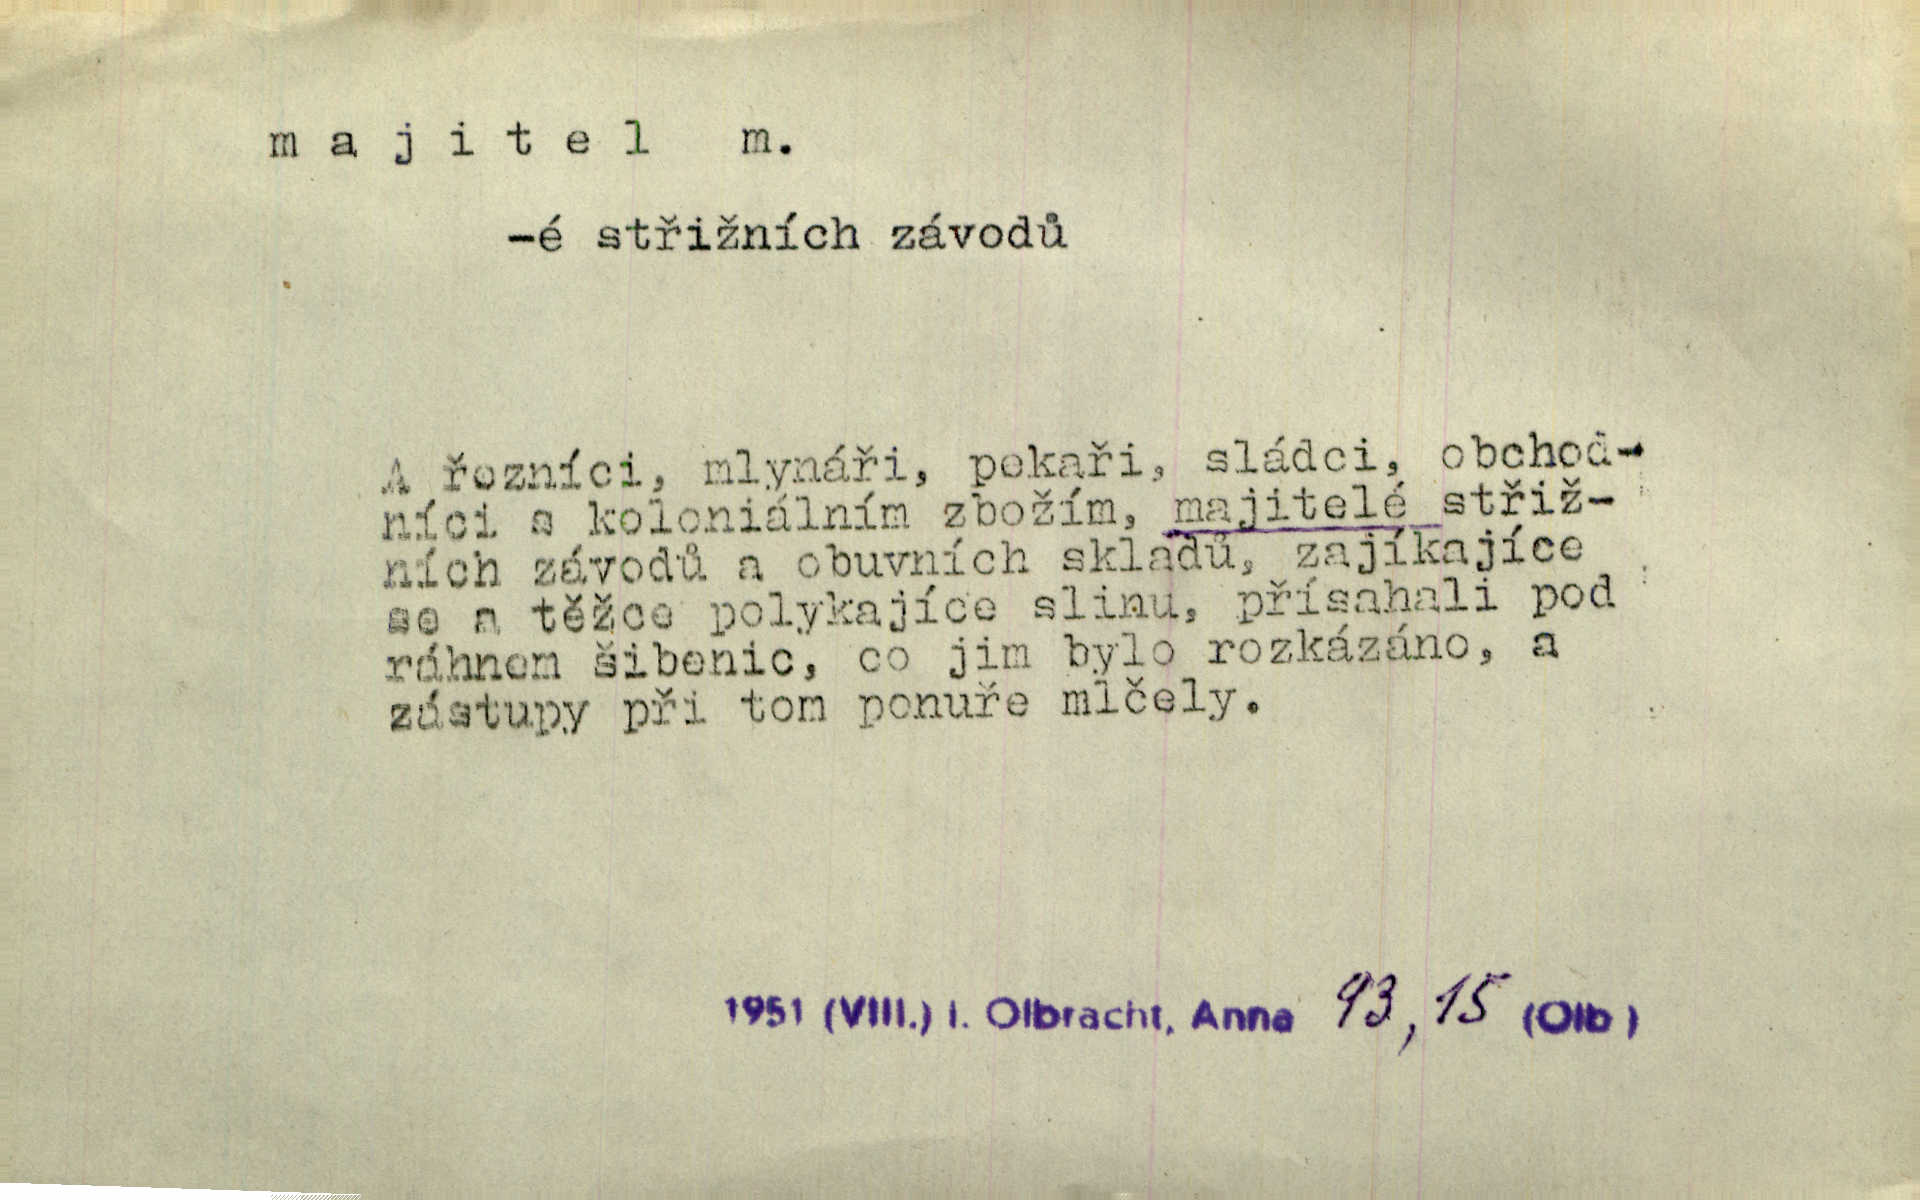 majitel m.
-é střižních závodů
A řezníci, mlynáři, pekaři, sládci, obchod-
níci s koloniálním zbožím, majitelé střiž-
ních závodů a obuvních skladů, zajíkajíce
se a těžce polykajíce slinu, přísahali pod
ráhnem šibenic, co jim bylo rozkázáno, a
zástupy při tom ponuře mlčely.
1951 (VIII.) I. Olbracht, Anna 93,15 (Olb)